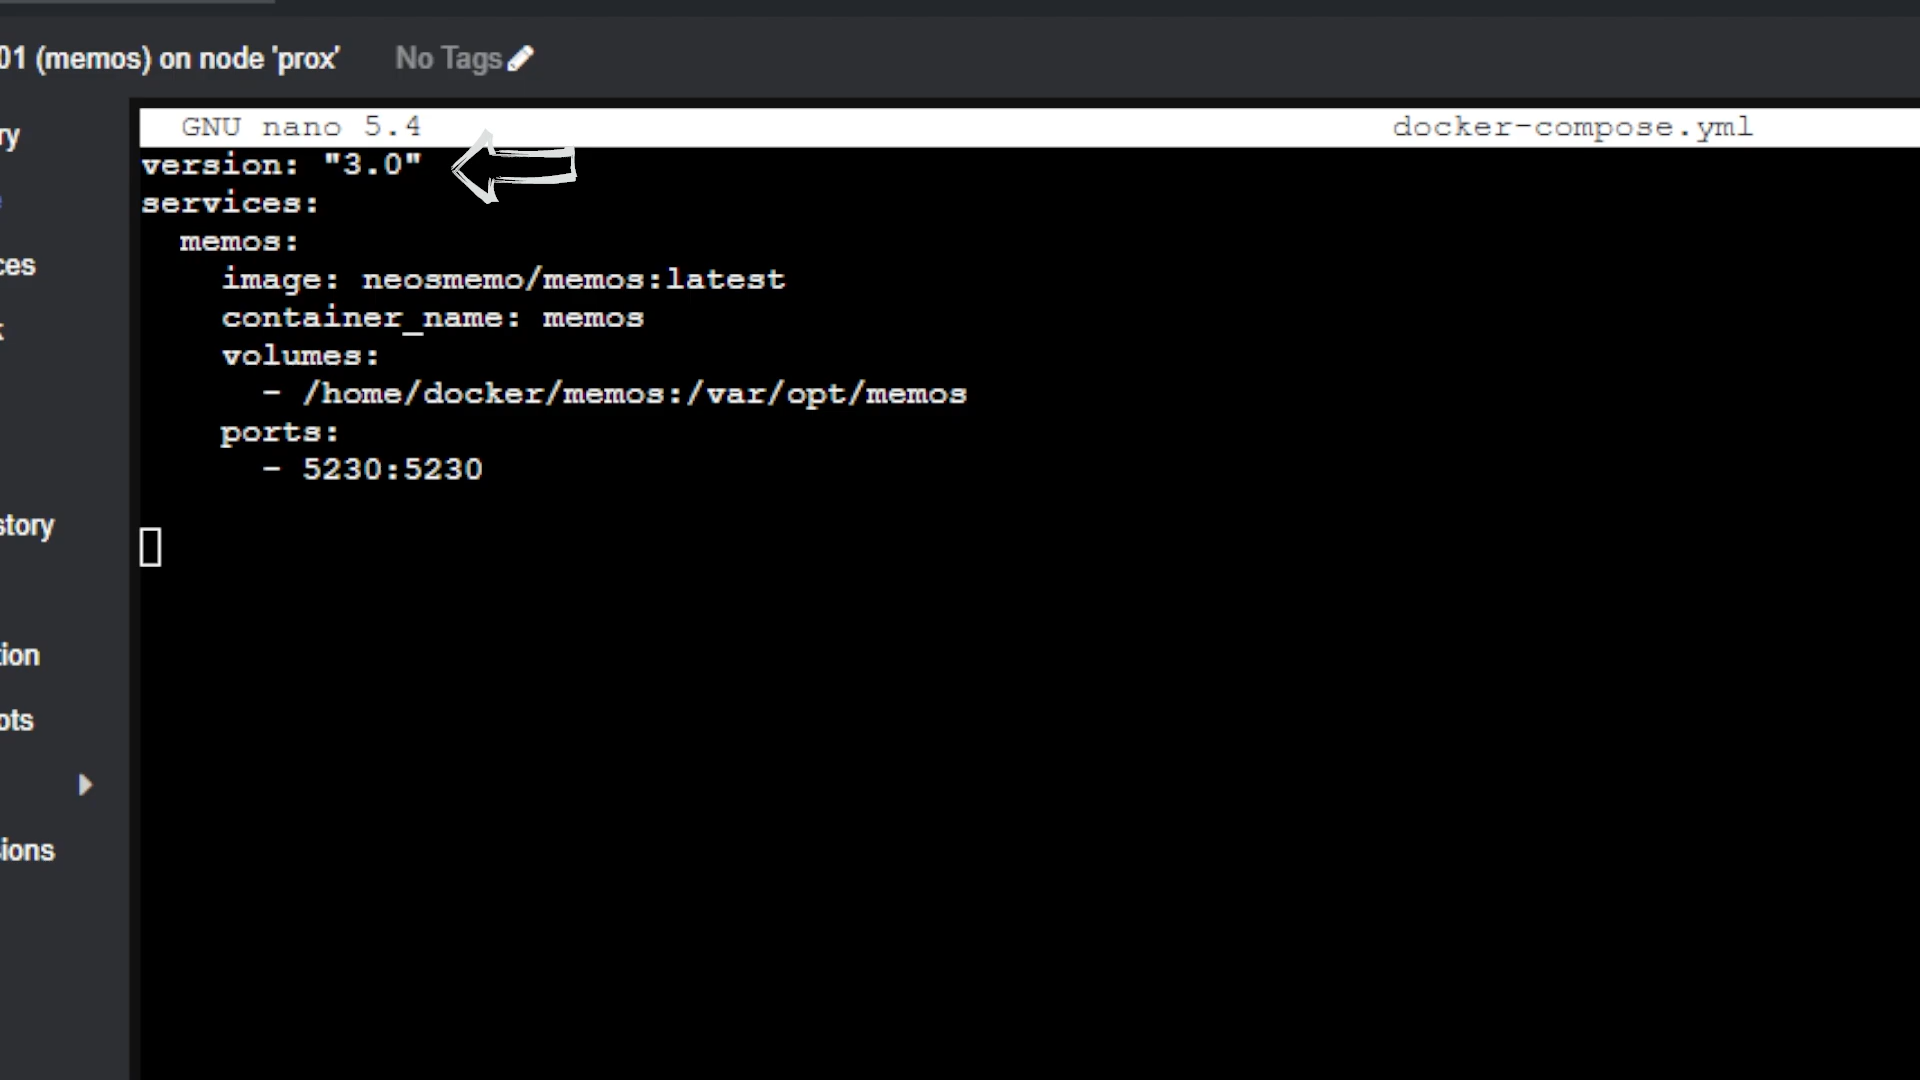 01 (memos) on node 'prox' No Tags
GNU nano 5.4 docker-compose.yml
version: "3.0"
services:
memos:
image: neosmemo/memos:latest
container_name: memos
volumes:
- /home/docker/memos:/var/opt/memos
ports:
- 5230:5230
ry
ces
story
tion
ots
sions